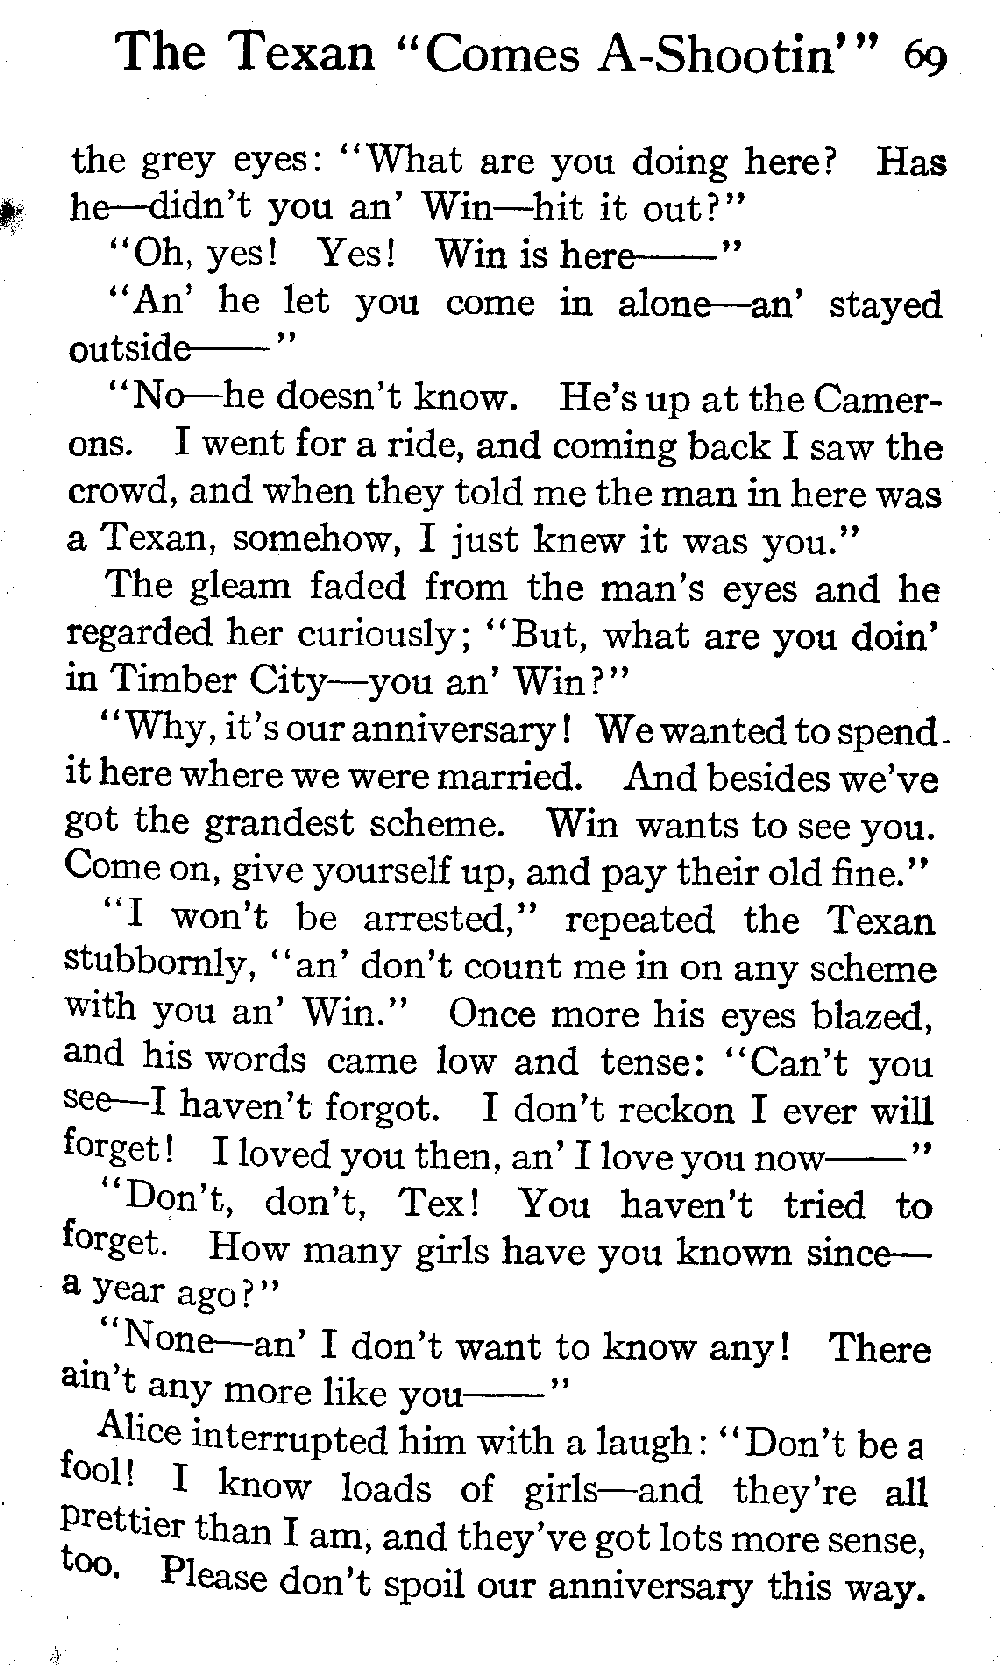 The Texan "Comes A-Shootin'" 69
the grey eyes: "What are you doing here? Has
he—didn't you an' Win—hit it out?"
"Oh, yes! Yes! Win is here——"
"An' he let you come in alone—an' stayed
outside——"
"No—he doesn't know. He's up at the Camer-
ons. I went for a ride, and coming back I saw the
crowd, and when they told me the man in here was
a Texan, somehow, I just knew it was you."
The gleam faded from the man's eyes and he
regarded her curiously; "But, what are you doin'
in Timber City—you an' Win?"
"Why, it's our anniversary! We wanted to spend
it here where we were married. And besides we've
got the grandest scheme. Win wants to see you.
Come on, give yourself up, and pay their old fine."
"I won't be arrested," repeated the Texan
stubbornly, "an' don't count me in on any scheme
with you an' Win." Once more his eyes blazed,
and his words came low and tense: "Can't you
see—I haven't forgot. I don't reckon I ever will
forget! I loved you then, an' I love you now——"
"Don't, don't, Tex! You haven't tried to
forget. How many girls have you known since—
a year ago?"
"None—an' I don't want to know any! There
ain't any more like you——"
Alice interrupted him with a laugh: "Don't be a
fool! I know loads of girls—and they're all
prettier than I am, and they've got lots more sense,
too. Please don't spoil our anniversary this way.